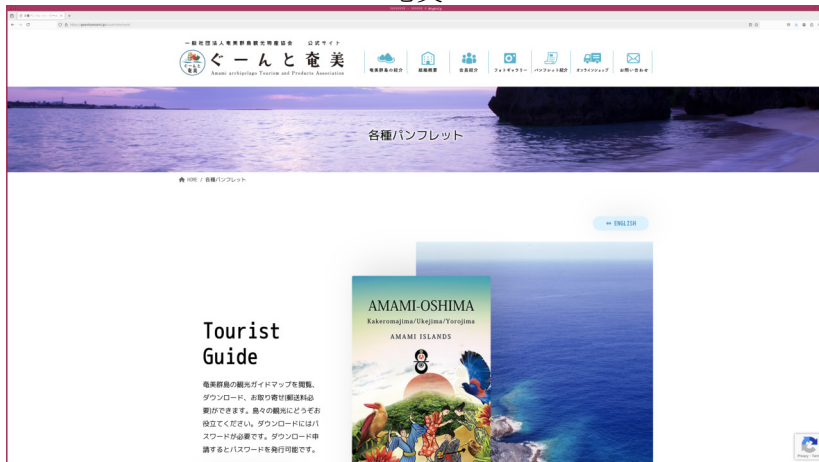 一般社団法人奄美群島観光物産協会　公式サイト
ぐーんと奄美
Amami archipelago Tourism and Products Association
奄美群島の紹介
組織概要
会員紹介
フォトギャラリー
パンフレット紹介
オンラインショップ
お問い合わせ
各種パンフレット
HOME / 各種パンフレット
ENGLISH
Tourist
Guide
奄美群島の観光ガイドマップを閲覧、
ダウンロード、お取り寄せ(郵送料必
要)ができます。島々の観光にどうぞお
役立てください。ダウンロードにはパ
スワードが必要です。ダウンロード申
請するとパスワードを発行可能です。
AMAMI-OSHIMA
Kakeromajima/Ukejima/Yorojima
AMAMI ISLANDS